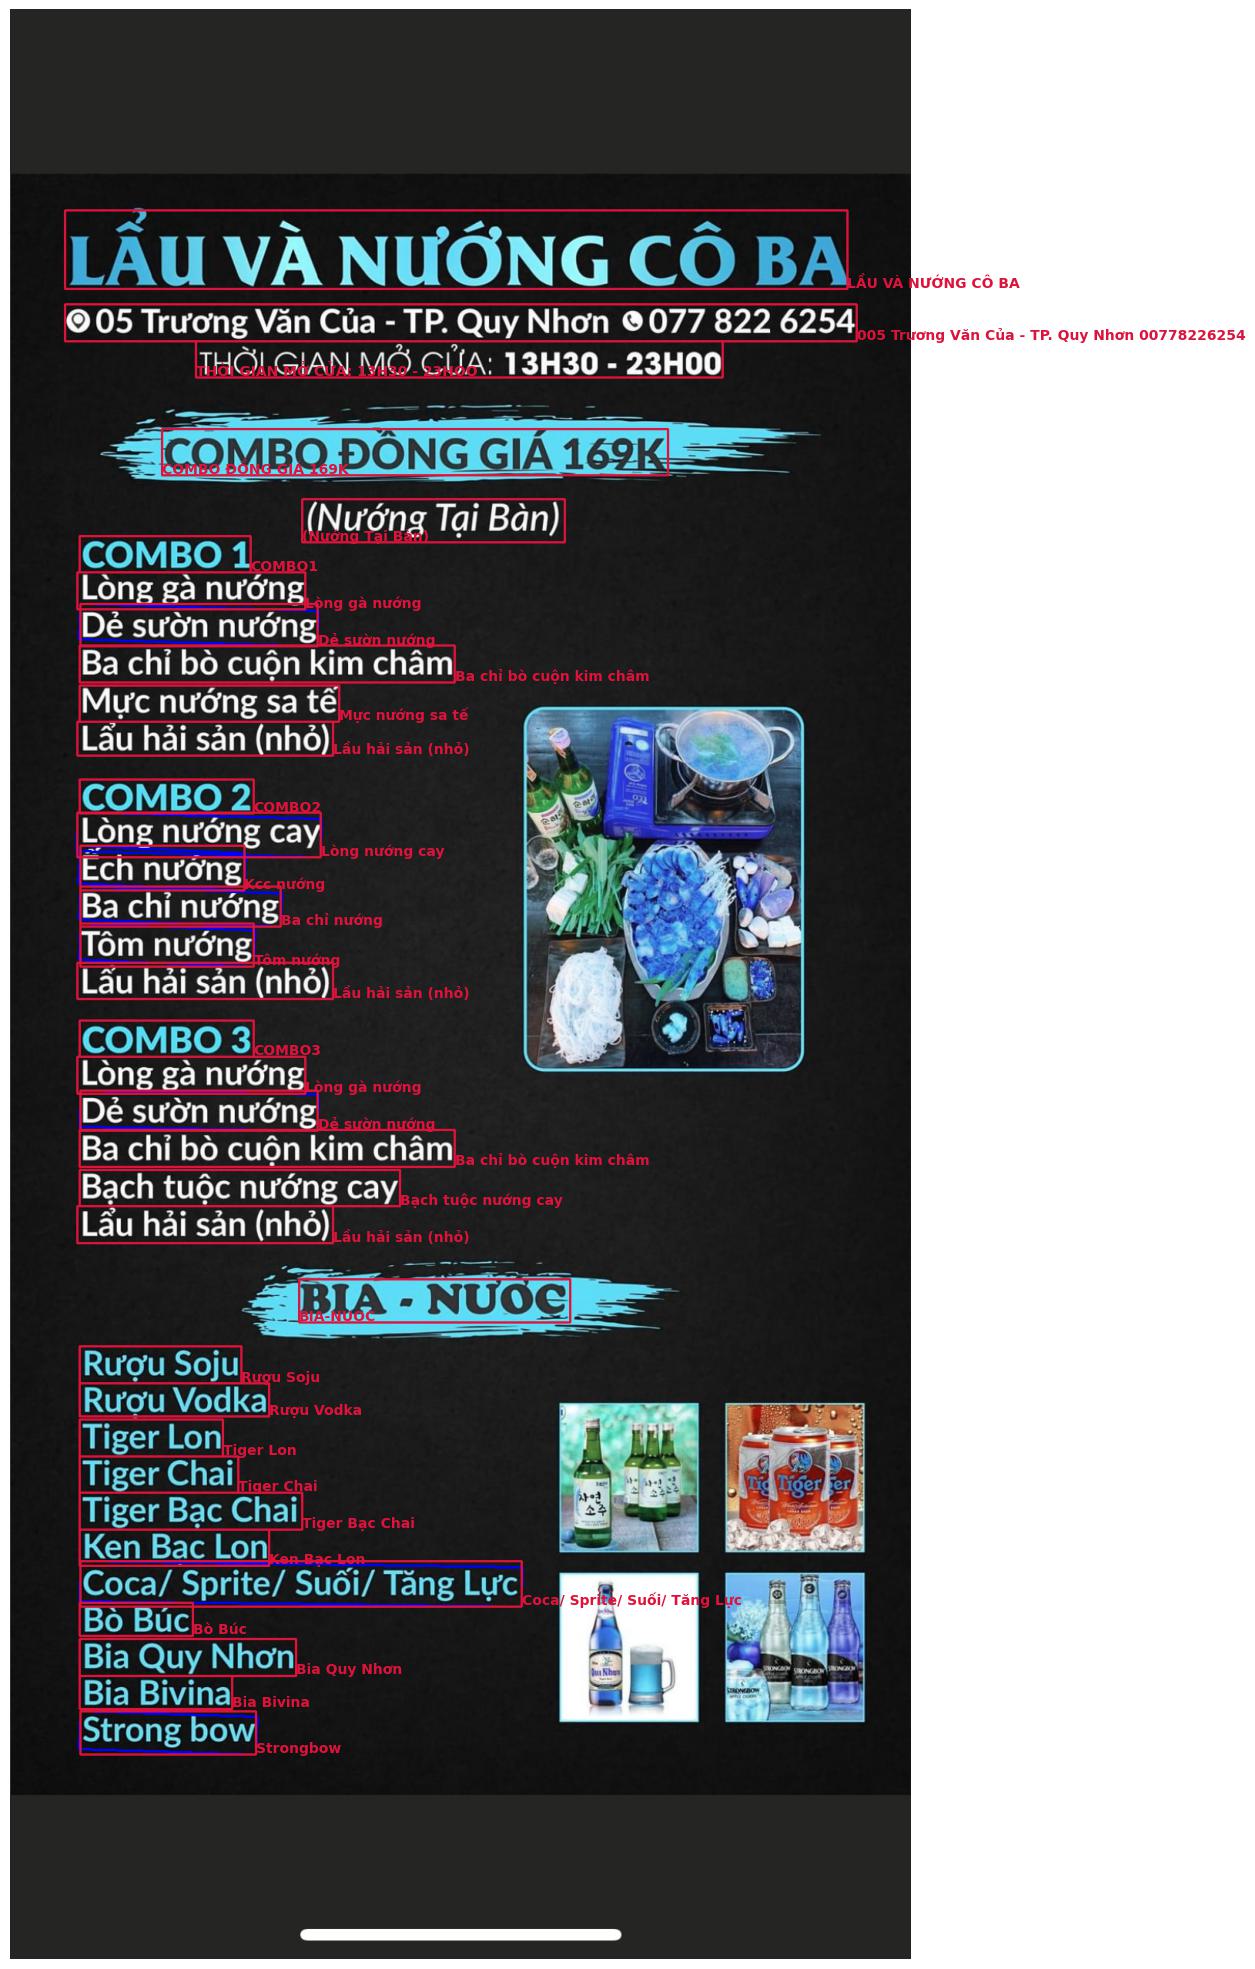 LẨU VÀ NƯỚNG CÔ BA
LẨU VÀ NƯỚNG CÔ BA
05 Trương Văn Của - TP. Quy Nhơn 077 822 6254
005 Trương Văn Của - TP. Quy Nhơn 00778226254
THỜI GIAN MỞ CỬA: 13H30 - 23H00
THỜI GIAN MỞ CỬA: 13H30 - 23HOO
COMBO ĐỒNG GIÁ 169K
COMBO ĐỒNG GIÁ 169K
(Nướng Tại Bàn)
(Nướng Tại Bàn)
COMBO 1
COMBO1
Lòng gà nướng
Lòng gà nướng
Dẻ sườn nướng
Dẻ sườn nướng
Ba chỉ bò cuộn kim châm
Ba chỉ bò cuộn kim châm
Mực nướng sa tế
Mực nướng sa tế
Lẩu hải sản (nhỏ)
Lẩu hải sản (nhỏ)
COMBO 2
COMBO2
Lòng nướng cay
Lòng nướng cay
Ếch nướng
Kcc nướng
Ba chỉ nướng
Ba chỉ nướng
Tôm nướng
Tôm nướng
Lẩu hải sản (nhỏ)
Lẩu hải sản (nhỏ)
COMBO 3
COMBO3
Lòng gà nướng
Lòng gà nướng
Dẻ sườn nướng
Dẻ sườn nướng
Ba chỉ bò cuộn kim châm
Ba chỉ bò cuộn kim châm
Bạch tuộc nướng cay
Bạch tuộc nướng cay
Lẩu hải sản (nhỏ)
Lẩu hải sản (nhỏ)
BIA - NƯỚC
BIA-NƯỚC
Rượu Soju
Rượu Soju
Rượu Vodka
Rượu Vodka
Tiger Lon
Tiger Lon
Tiger Chai
Tiger Chai
Tiger Bạc Chai
Tiger Bạc Chai
Ken Bạc Lon
Ken Bạc Lon
Coca/ Sprite/ Suối/ Tăng Lực
Coca/ Sprite/ Suối/ Tăng Lực
Bò Búc
Bò Búc
Bia Quy Nhơn
Bia Quy Nhơn
Bia Bivina
Bia Bivina
Strong bow
Strongbow
자연
소주
Tiger
Qui Nhon
STRONGBOW
STRONGBOW
STRONGBOW
STRONGBOW